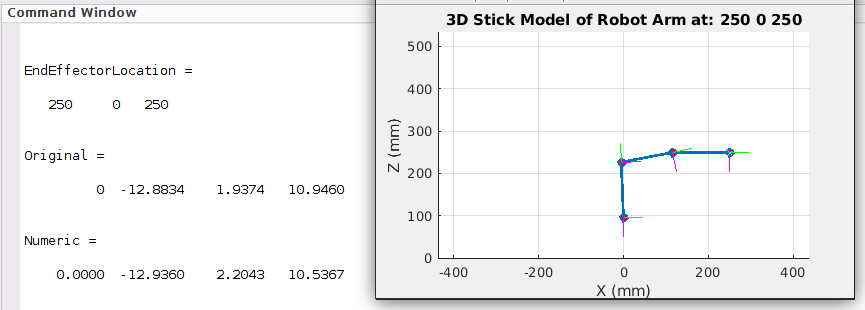 Command Window
EndEffectorLocation =
250 0 250
Original =
0 -12.8834 1.9374 10.9460
Numeric =
0.0000 -12.9360 2.2043 10.5367
3D Stick Model of Robot Arm at: 250 0 250
500
400
300
200
100
0
Z (mm)
-400 -200 0 200 400
X (mm)